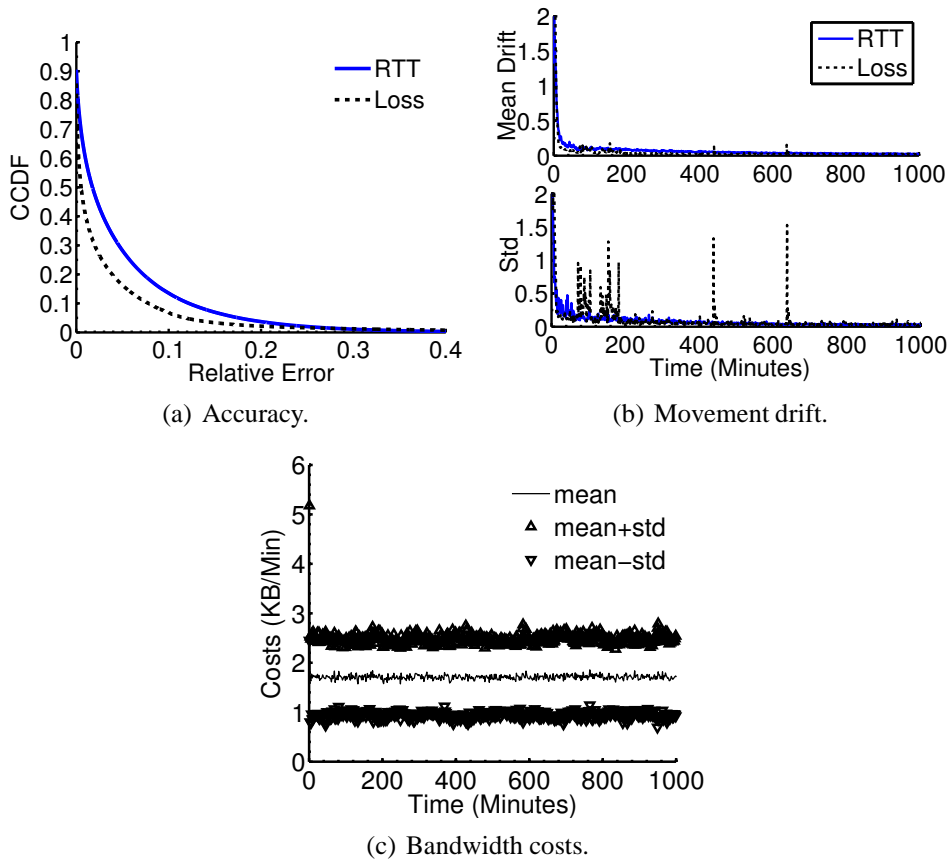 1
0.9
0.8
0.7
0.6
0.5
0.4
0.3
0.2
0.1
0
CCDF
RTT
Loss
0 0.1 0.2 0.3 0.4
Relative Error
(a) Accuracy.
2
1.5
1
0.5
0
Mean Drift
RTT
Loss
0 200 400 600 800 1000
2
1.5
1
0.5
0
Std
0 200 400 600 800 1000
Time (Minutes)
(b) Movement drift.
6
5
4
3
2
1
0
Costs (KB/Min)
mean
mean+std
mean−std
0 200 400 600 800 1000
Time (Minutes)
(c) Bandwidth costs.